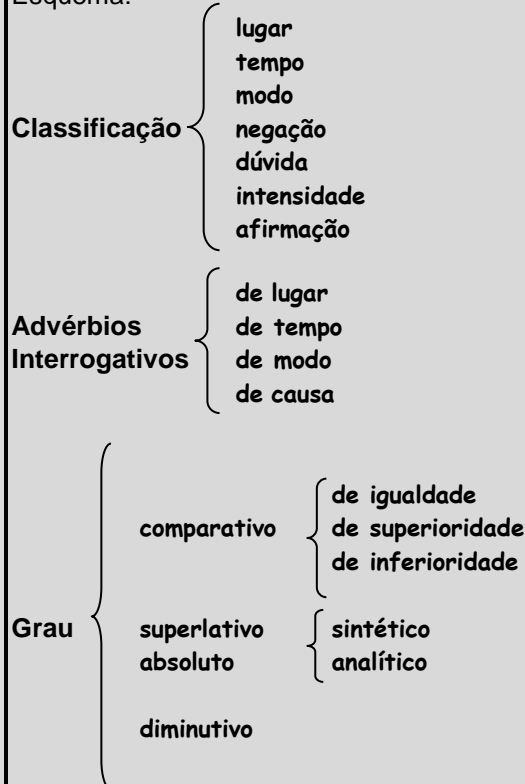 Esquema:
Classificação
lugar
tempo
modo
negação
dúvida
intensidade
afirmação
Advérbios
Interrogativos
de lugar
de tempo
de modo
de causa
Grau
comparativo
de igualdade
de superioridade
de inferioridade
superlativo
absoluto
sintético
analítico
diminutivo